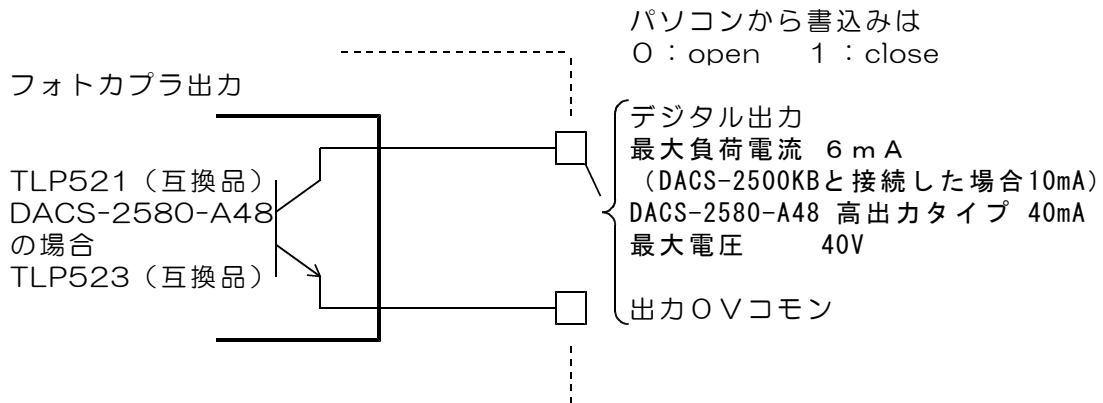 パソコンから書込みは
０：open　１：close
フォトカプラ出力
デジタル出力
最大負荷電流 ６ｍＡ
（DACS-2500KBと接続した場合10mA）
DACS-2580-A48 高出力タイプ 40mA
最大電圧　　40V
TLP521（互換品）
DACS-2580-A48
の場合
TLP523（互換品）
出力０Ｖコモン